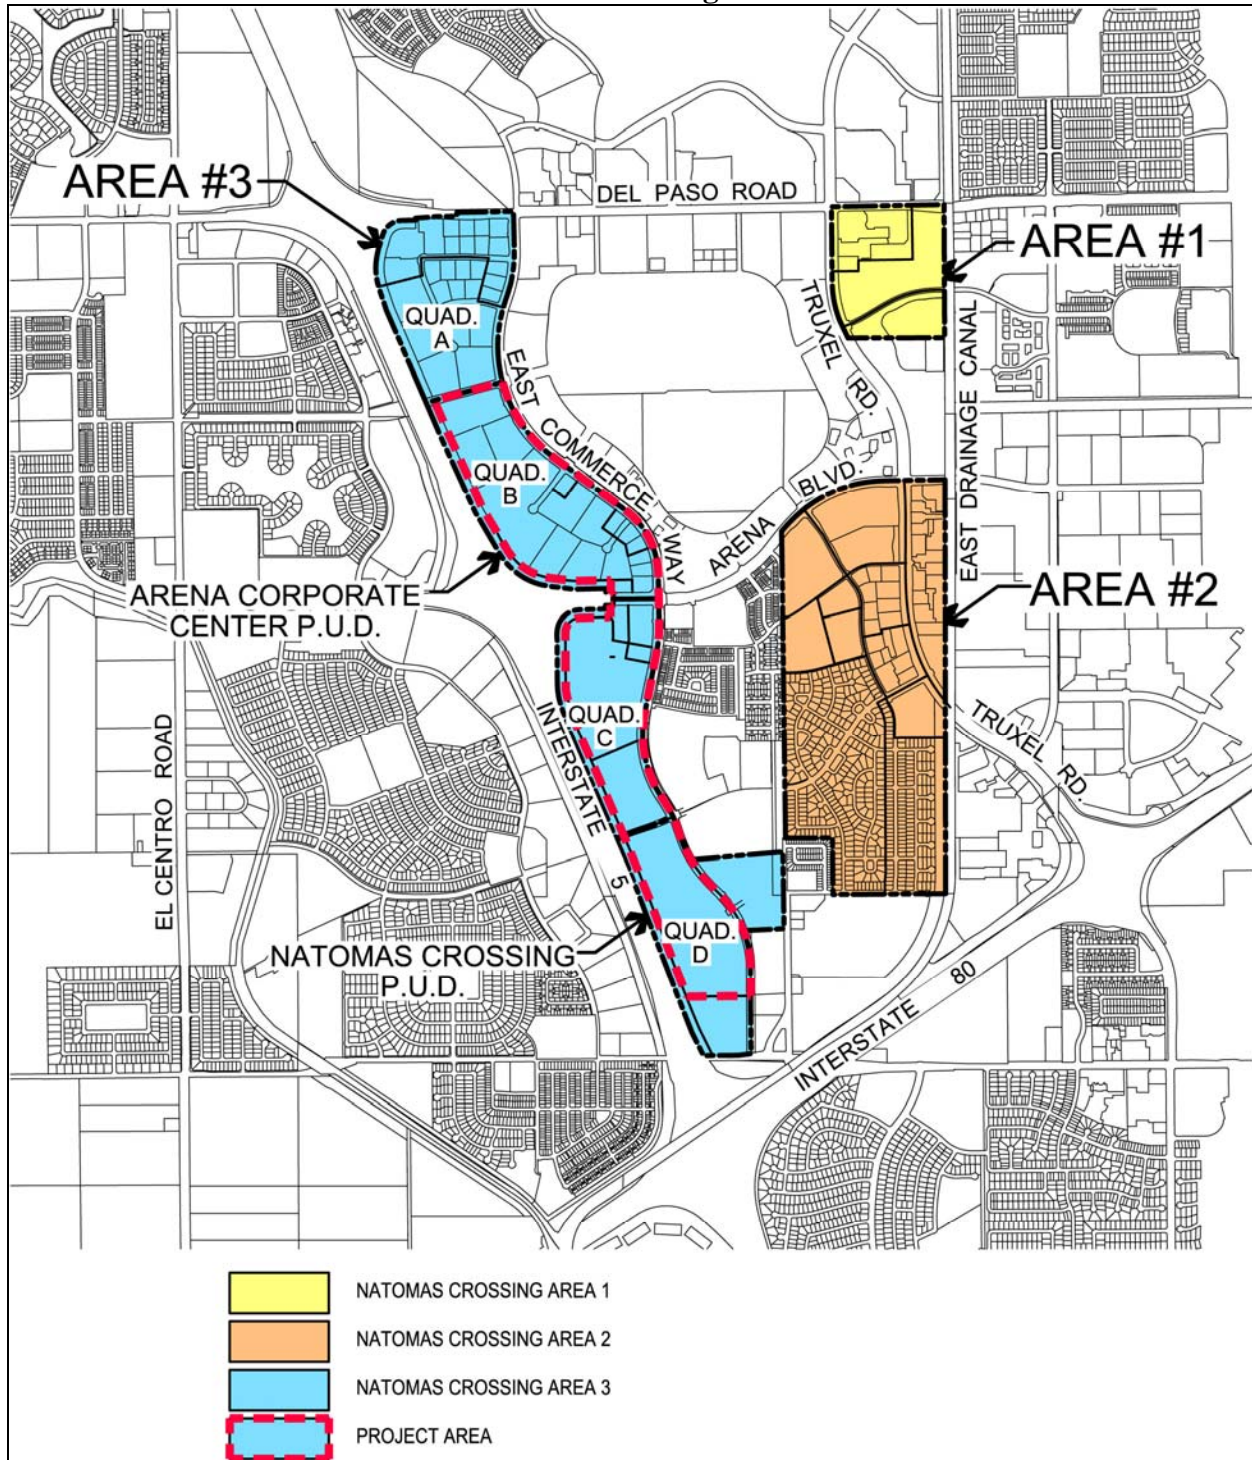 AREA #3
DEL PASO ROAD
AREA #1
QUAD.
A
TRUXEL RD.
EAST DRAINAGE CANAL
EAST COMMERCE WAY
QUAD.
B
ARENA BLVD.
ARENA CORPORATE
CENTER P.U.D.
AREA #2
EL CENTRO ROAD
INTERSTATE 5
QUAD.
C
TRUXEL RD.
QUAD.
D
NATOMAS CROSSING
P.U.D.
INTERSTATE 80
NATOMAS CROSSING AREA 1
NATOMAS CROSSING AREA 2
NATOMAS CROSSING AREA 3
PROJECT AREA